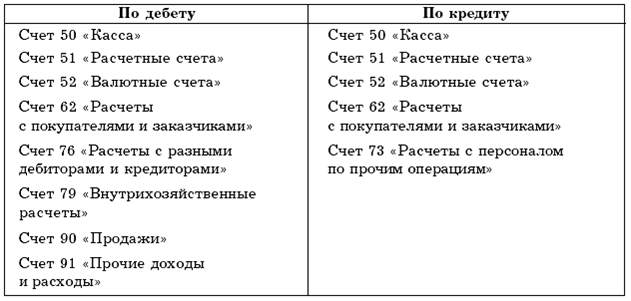 По дебету
Счет 50 «Касса»
Счет 51 «Расчетные счета»
Счет 52 «Валютные счета»
Счет 62 «Расчеты
с покупателями и заказчиками»
Счет 76 «Расчеты с разными
дебиторами и кредиторами»
Счет 79 «Внутрихозяйственные
расчеты»
Счет 90 «Продажи»
Счет 91 «Прочие доходы
и расходы»
По кредиту
Счет 50 «Касса»
Счет 51 «Расчетные счета»
Счет 52 «Валютные счета»
Счет 62 «Расчеты
с покупателями и заказчиками»
Счет 73 «Расчеты с персоналом
по прочим операциям»